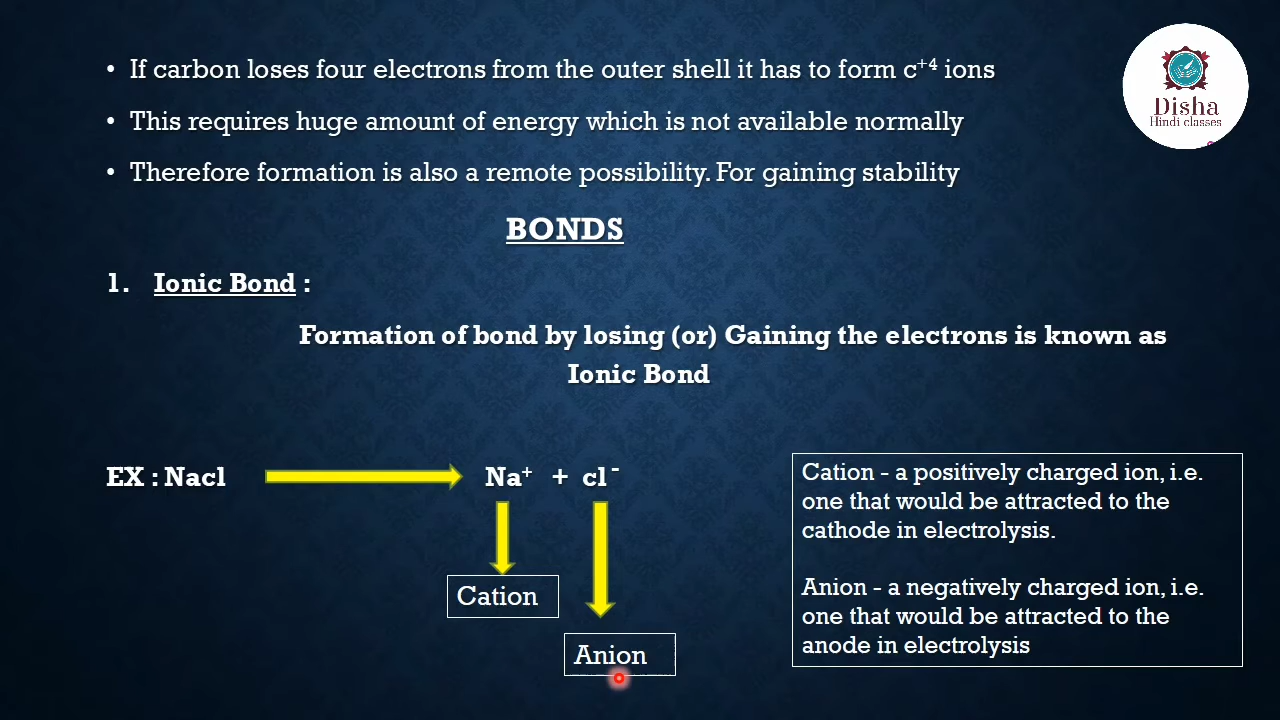 • If carbon loses four electrons from the outer shell it has to form c⁺⁴ ions
• This requires huge amount of energy which is not available normally
• Therefore formation is also a remote possibility. For gaining stability
Disha
Hindi classes
BONDS
1. Ionic Bond :
Formation of bond by losing (or) Gaining the electrons is known as
Ionic Bond
EX : Nacl Na⁺ + cl⁻
Cation
Anion
Cation - a positively charged ion, i.e.
one that would be attracted to the
cathode in electrolysis.
Anion - a negatively charged ion, i.e.
one that would be attracted to the
anode in electrolysis